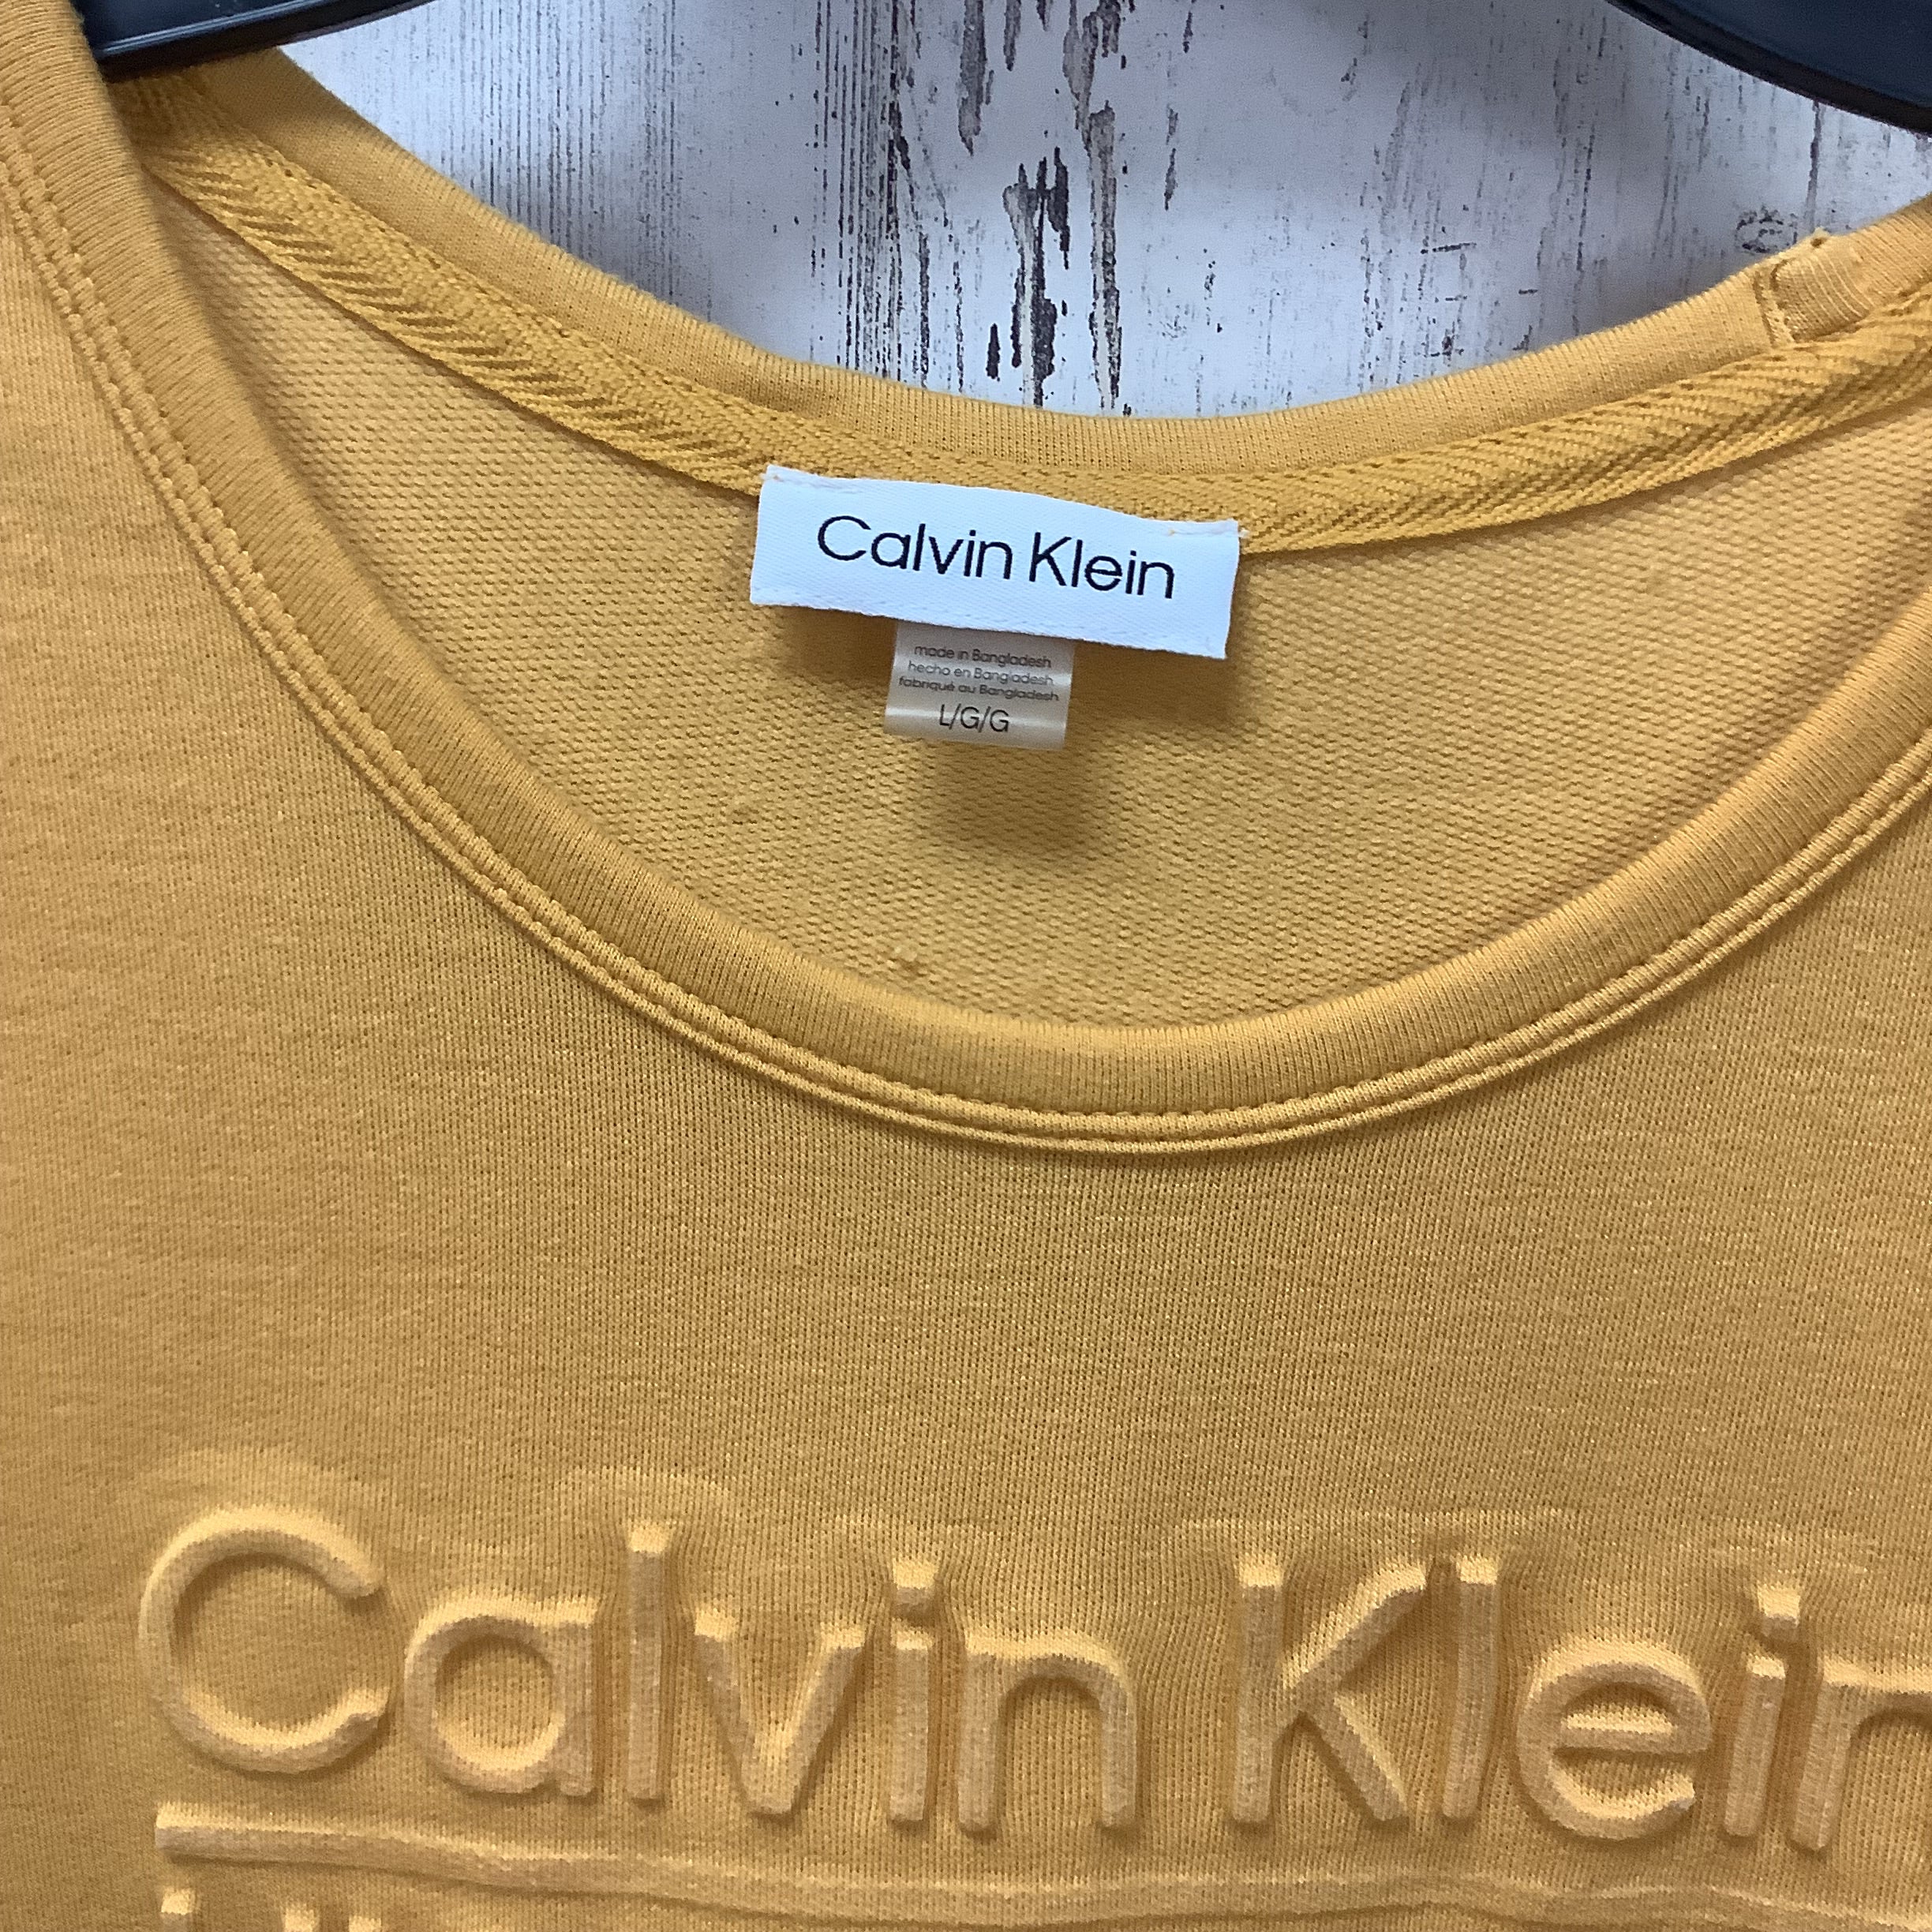 Calvin Klein
made in Bangladesh
hecho en Bangladesh
fabriqué au Bangladesh
L/G/G
Calvin Klein